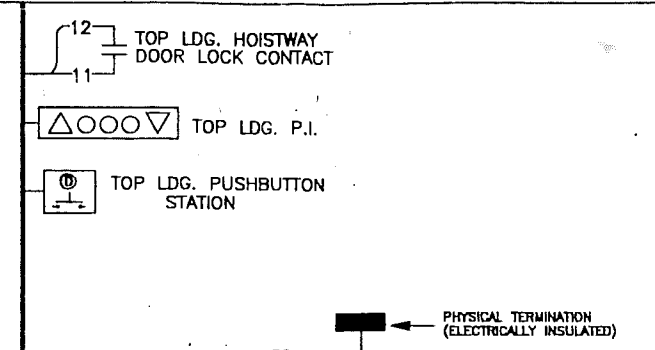 12
TOP LDG. HOISTWAY
DOOR LOCK CONTACT
11
TOP LDG. P.I.
D
TOP LDG. PUSHBUTTON
STATION
PHYSICAL TERMINATION
(ELECTRICALLY INSULATED)